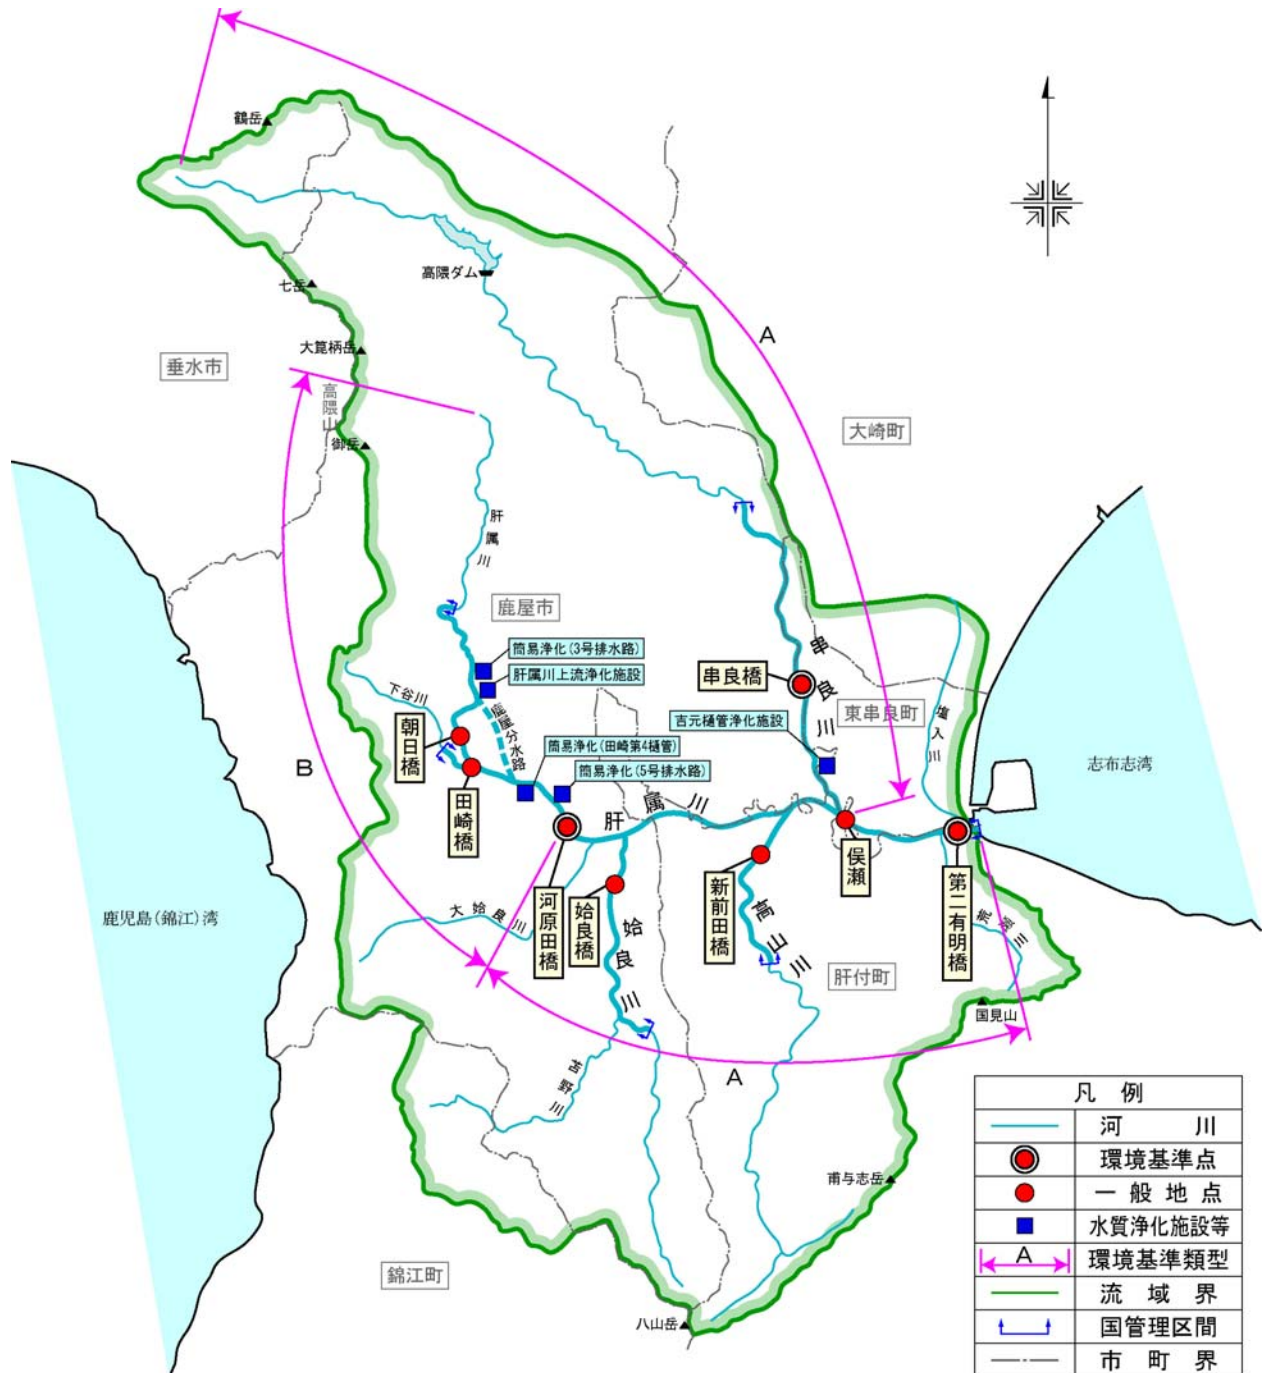 鶴岳
高隈ダム
七岳
大箆柄岳
垂水市
高隈山
御岳
A
大崎町
肝属川
鹿屋市
簡易浄化(3号排水路)
肝属川上流浄化施設
下谷川
鹿屋分水路
朝日橋
田崎橋
簡易浄化(田崎第4樋管)
簡易浄化(5号排水路)
B
串良橋
串良川
東串良町
吉元樋管浄化施設
塩入川
志布志湾
肝属川
河原田橋
姶良橋
姶良川
大姶良川
新前田橋
高山川
俣瀬
第二有明橋
肝付町
国見山
鹿児島(錦江)湾
A
苫野川
甫与志岳
錦江町
八山岳
凡例
河川
環境基準点
一般地点
水質浄化施設等
A 環境基準類型
流域界
国管理区間
市町界